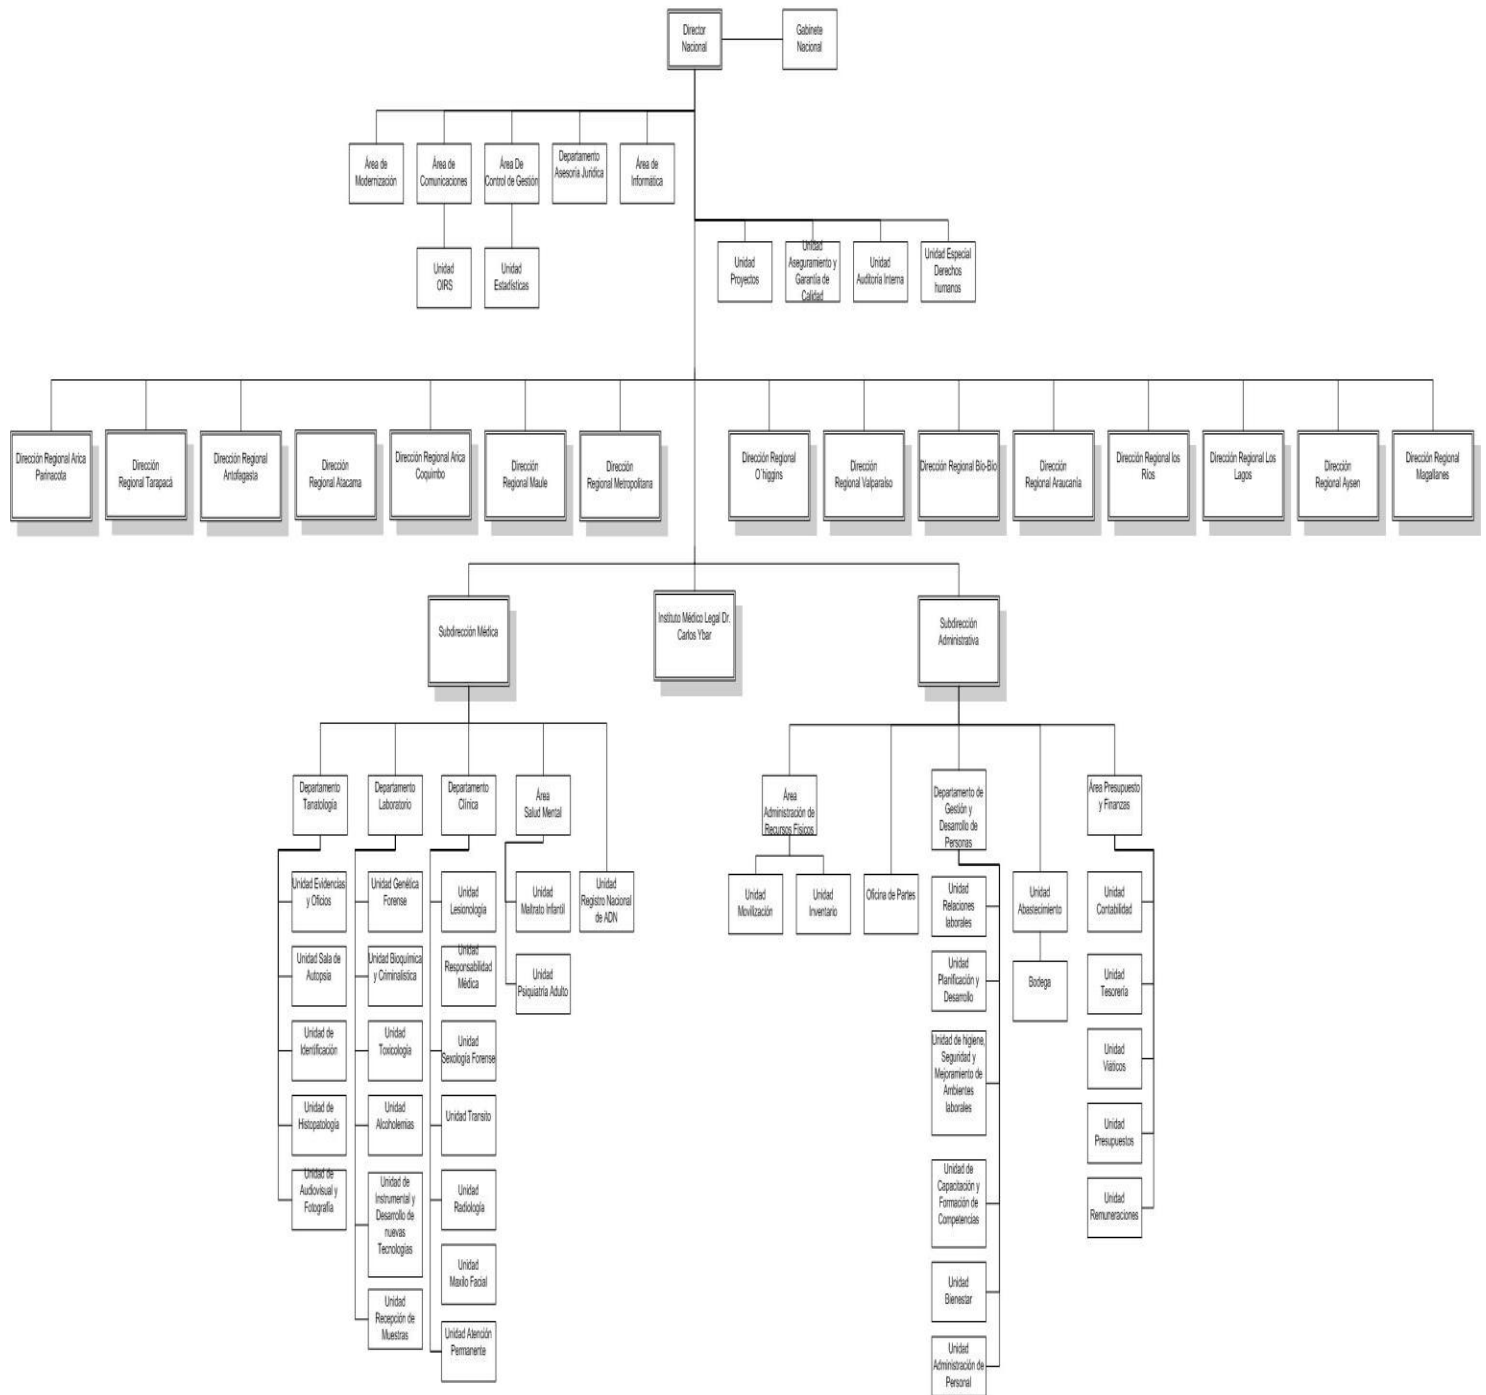 Director
Nacional
Gabinete
Nacional
Área de
Modernización
Área de
Comunicaciones
Área De
Control de Gestión
Departamento
Asesoría Jurídica
Área de
Informática
Unidad
OIRS
Unidad
Estadísticas
Unidad
Proyectos
Unidad
Aseguramiento y
Garantía de
Calidad
Unidad
Auditoria Interna
Unidad Especial
Derechos
humanos
Dirección Regional Arica
Parinacota
Dirección
Regional Tarapacá
Dirección Regional
Antofagasta
Dirección
Regional Atacama
Dirección Regional Arica
Coquimbo
Dirección
Regional Maule
Dirección
Regional Metropolitana
Dirección Regional
O´higgins
Dirección
Regional Valparaíso
Dirección Regional Bio-Bio
Dirección
Regional Araucanía
Dirección Regional los
Ríos
Dirección Regional Los
Lagos
Dirección
Regional Aysen
Dirección Regional
Magallanes
Subdirección Médica
Instituto Médico Legal Dr.
Carlos Ybar
Subdirección
Administrativa
Departamento
Tanatología
Departamento
Laboratorio
Departamento
Clínica
Área
Salud Mental
Área
Administración de
Recursos Físicos
Departamento de
Gestión y
Desarrollo de
Personas
Área Presupuesto
y Finanzas
Unidad Evidencias
y Oficios
Unidad Sala de
Autopsia
Unidad de
Identificación
Unidad de
Histopatología
Unidad de
Audiovisual y
Fotografía
Unidad Genética
Forense
Unidad Bioquímica
y Criminalística
Unidad
Toxicología
Unidad
Alcoholemias
Unidad de
Instrumental y
Desarrollo de
nuevas
Tecnologías
Unidad
Recepción de
Muestras
Unidad
Lesionología
Unidad
Responsabilidad
Médica
Unidad
Sexología Forense
Unidad Transito
Unidad
Radiología
Unidad
Maxilo Facial
Unidad Atención
Permanente
Unidad
Maltrato Infantil
Unidad
Psiquiatría Adulto
Unidad
Registro Nacional
de ADN
Unidad
Movilización
Unidad
Inventario
Oficina de Partes
Unidad
Relaciones
laborales
Unidad
Planificación y
Desarrollo
Unidad de higiene,
Seguridad y
Mejoramiento de
Ambientes
laborales
Unidad de
Capacitación y
Formación de
Competencias
Unidad
Bienestar
Unidad
Administración de
Personal
Unidad
Abastecimiento
Bodega
Unidad
Contabilidad
Unidad
Tesorería
Unidad
Viáticos
Unidad
Presupuestos
Unidad
Remuneraciones